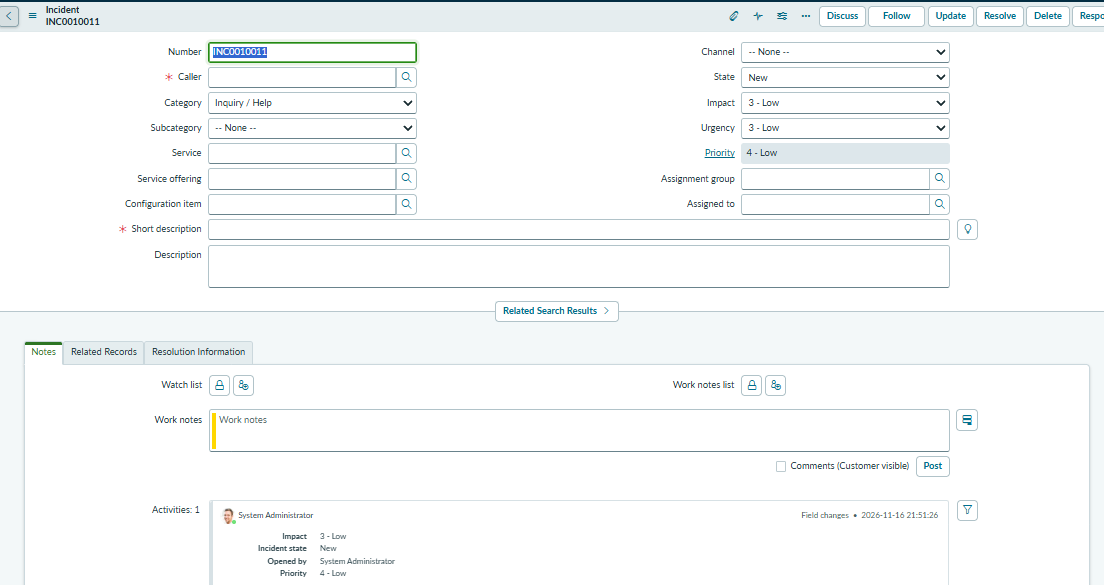 Incident
INC0010011
Discuss
Follow
Update
Resolve
Delete
Respo
Number INC0010011
Channel -- None --
* Caller
State New
Category Inquiry / Help
Impact 3 - Low
Subcategory -- None --
Urgency 3 - Low
Service
Priority 4 - Low
Service offering
Assignment group
Configuration item
Assigned to
* Short description
Description
Related Search Results
Notes
Related Records
Resolution Information
Watch list
Work notes list
Work notes Work notes
Comments (Customer visible)
Post
Activities: 1
System Administrator
Field changes • 2026-11-16 21:51:26
Impact 3 - Low
Incident state New
Opened by System Administrator
Priority 4 - Low